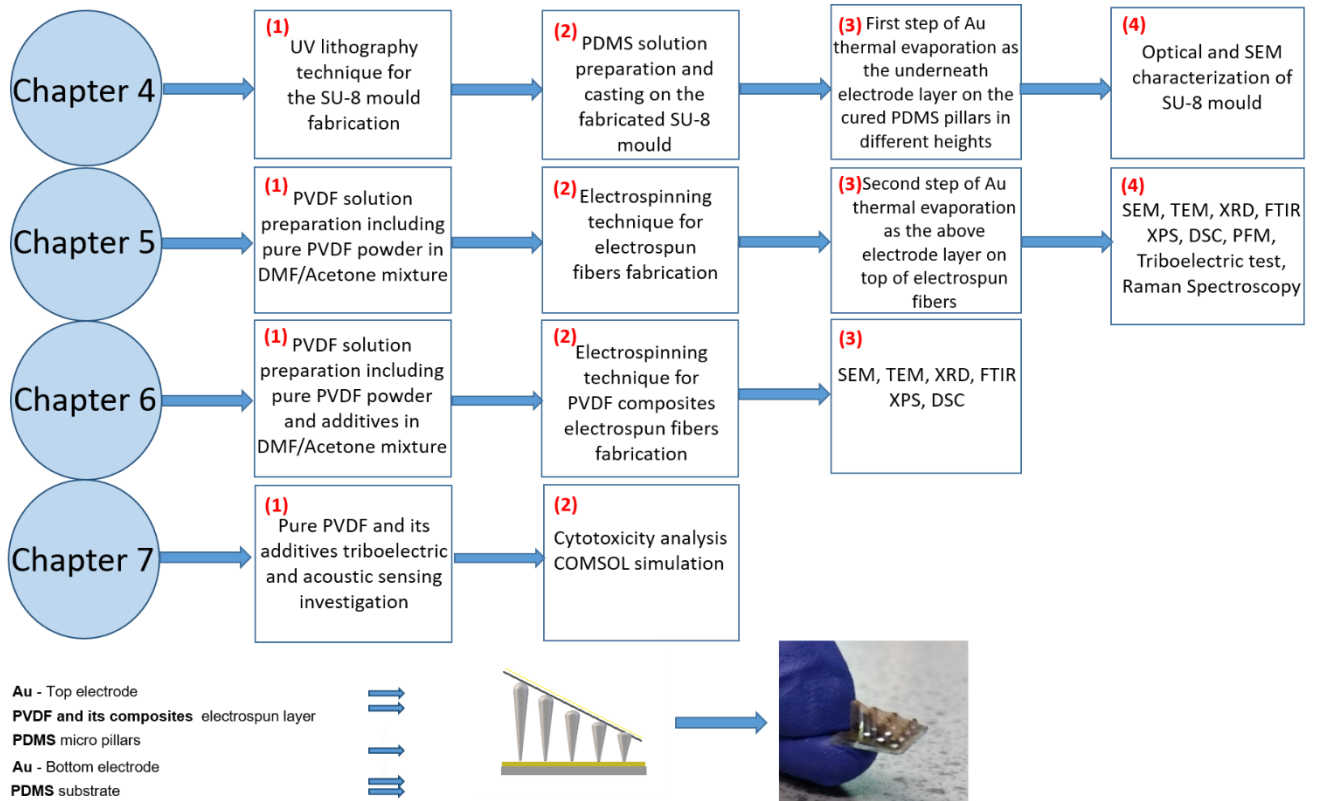 Chapter 4
(1)
UV lithography
technique for
the SU-8 mould
fabrication
(2)
PDMS solution
preparation and
casting on the
fabricated SU-8
mould
(3) First step of Au
thermal evaporation as
the underneath
electrode layer on the
cured PDMS pillars in
different heights
(4)
Optical and SEM
characterization of
SU-8 mould
Chapter 5
(1)
PVDF solution
preparation including
pure PVDF powder in
DMF/Acetone mixture
(2)
Electrospinning
technique for
electrospun
fibers fabrication
(3) Second step of Au
thermal evaporation
as the above
electrode layer on
top of electrospun
fibers
(4)
SEM, TEM, XRD, FTIR
XPS, DSC, PFM,
Triboelectric test,
Raman Spectroscopy
Chapter 6
(1)
PVDF solution
preparation including
pure PVDF powder
and additives in
DMF/Acetone mixture
(2)
Electrospinning
technique for
PVDF composites
electrospun fibers
fabrication
(3)
SEM, TEM, XRD, FTIR
XPS, DSC
Chapter 7
(1)
Pure PVDF and its
additives triboelectric
and acoustic sensing
investigation
(2)
Cytotoxicity analysis
COMSOL simulation
Au - Top electrode
PVDF and its composites electrospun layer
PDMS micro pillars
Au - Bottom electrode
PDMS substrate